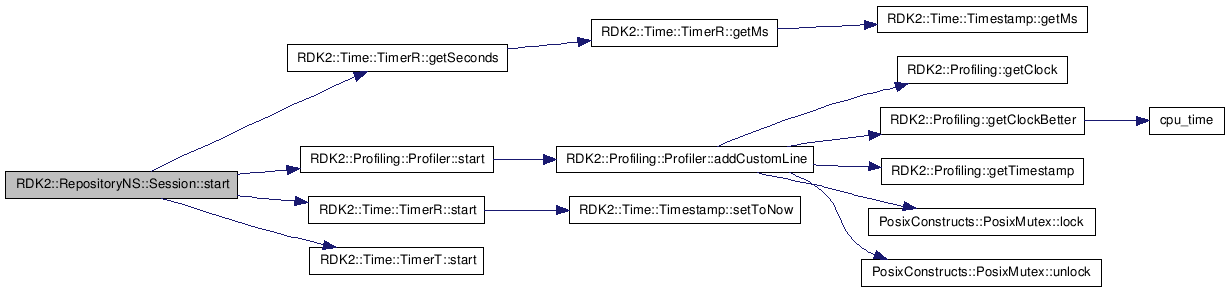 RDK2::Time::Timestamp::getMs
RDK2::Time::TimerR::getMs
RDK2::Time::TimerR::getSeconds
RDK2::Profiling::getClock
RDK2::Profiling::getClockBetter
cpu_time
RDK2::Profiling::Profiler::start
RDK2::Profiling::Profiler::addCustomLine
RDK2::Profiling::getTimestamp
RDK2::RepositoryNS::Session::start
RDK2::Time::TimerR::start
RDK2::Time::Timestamp::setToNow
PosixConstructs::PosixMutex::lock
RDK2::Time::TimerT::start
PosixConstructs::PosixMutex::unlock